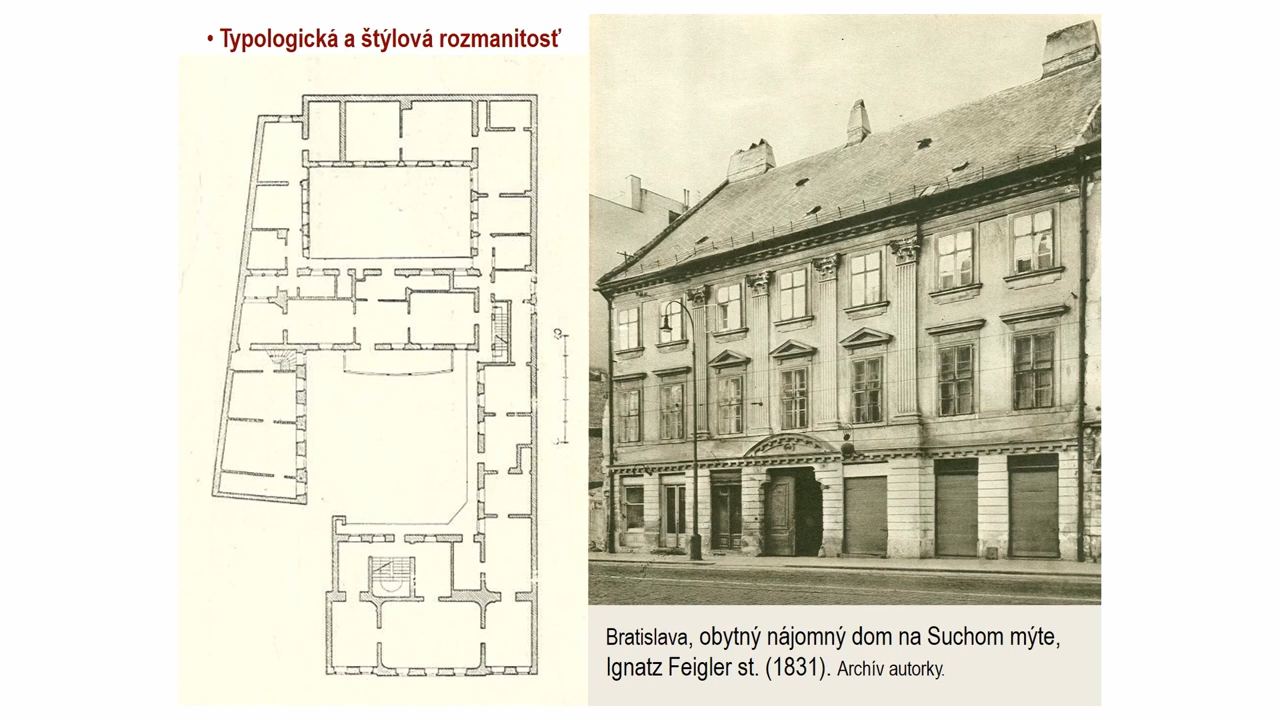 • Typologická a štýlová rozmanitosť
Bratislava, obytný nájomný dom na Suchom mýte,
Ignatz Feigler st. (1831). Archív autorky.